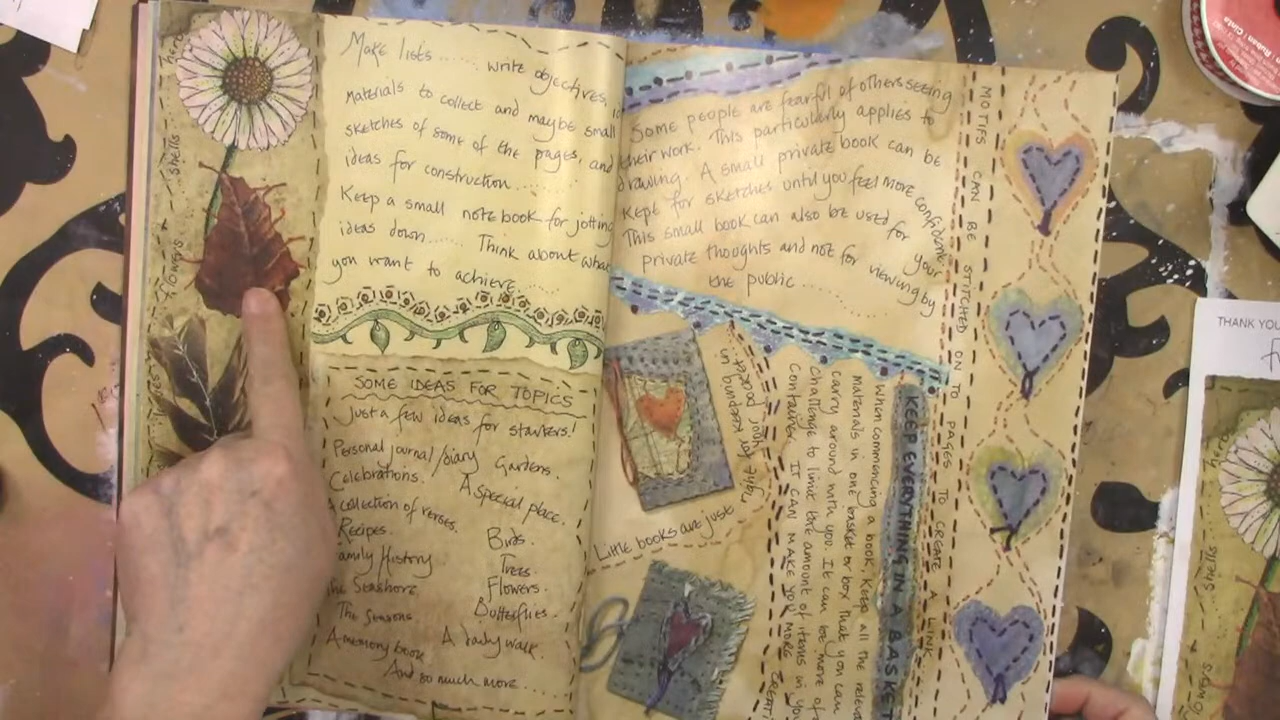 Make lists ...... write objectives,
materials to collect and maybe small
sketches of some of the pages, and
ideas for construction ..........
Keep a small note book for jotting
ideas down ...... Think about what
you want to achieve ......
SOME IDEAS FOR TOPICS
Just a few ideas for starters!
Personal journal/diary Gardens.
Celebrations. A special place.
A collection of verses.
Recipes. Birds.
Family History Trees.
The Seashore Flowers.
The Seasons Butterflies.
A memory book A daily walk.
And so much more ......
shells
flowers
Some people are fearful of others seeing
their work. This particularly applies to
drawing. A small private book can be
kept for sketches until you feel more confident.
This small book can also be used for your
private thoughts and not for viewing by
the public ..........
Little books are just
right for keeping in
your pocket...
KEEP EVERYTHING IN A BASKET
When commencing a book, keep all the
materials in one basket or box that you can
carry around with you. It can be more of a
challenge to limit the amount of items in your
container. IT CAN MAKE YOU MORE
MOTIFS CAN BE STITCHED ON TO PAGES TO CREATE A LINK
Ruban Cinta
THANK YOU
shells
flowers